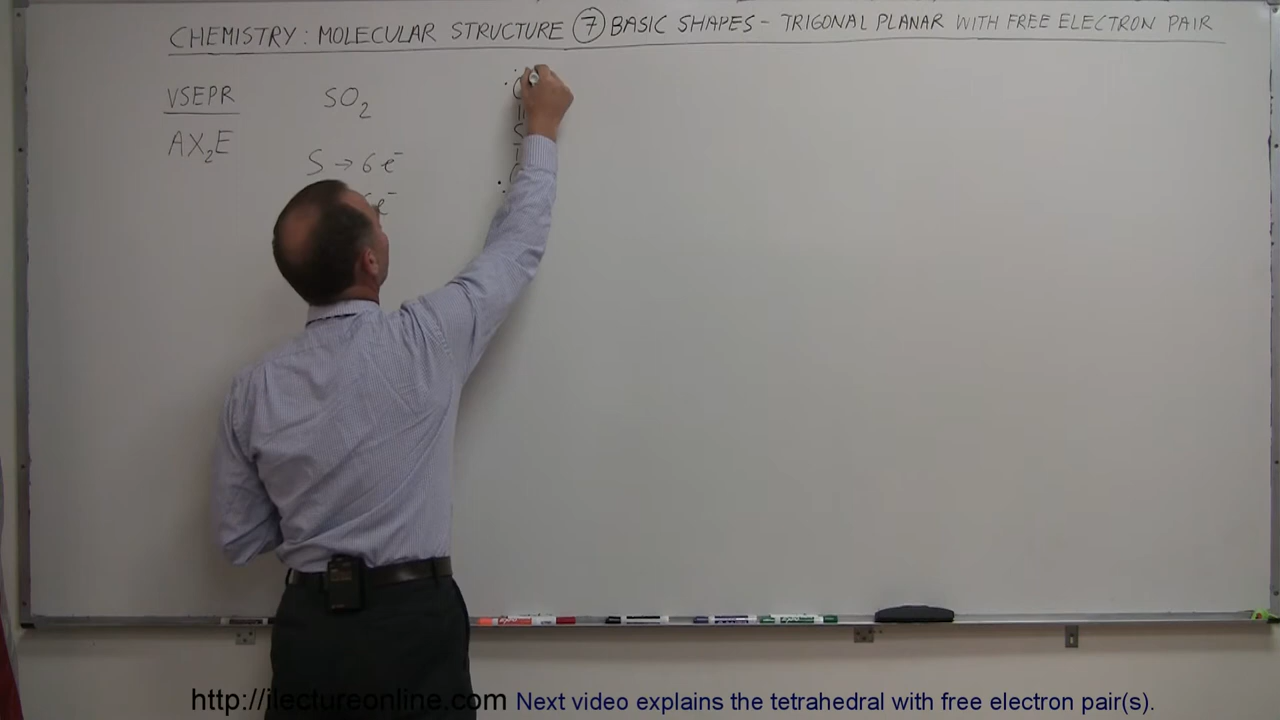 CHEMISTRY: MOLECULAR STRUCTURE ⑦ BASIC SHAPES - TRIGONAL PLANAR WITH FREE ELECTRON PAIR
VSEPR
AX₂E
SO₂
S → 6e⁻
e⁻
S
http://ilectureonline.com Next video explains the tetrahedral with free electron pair(s).